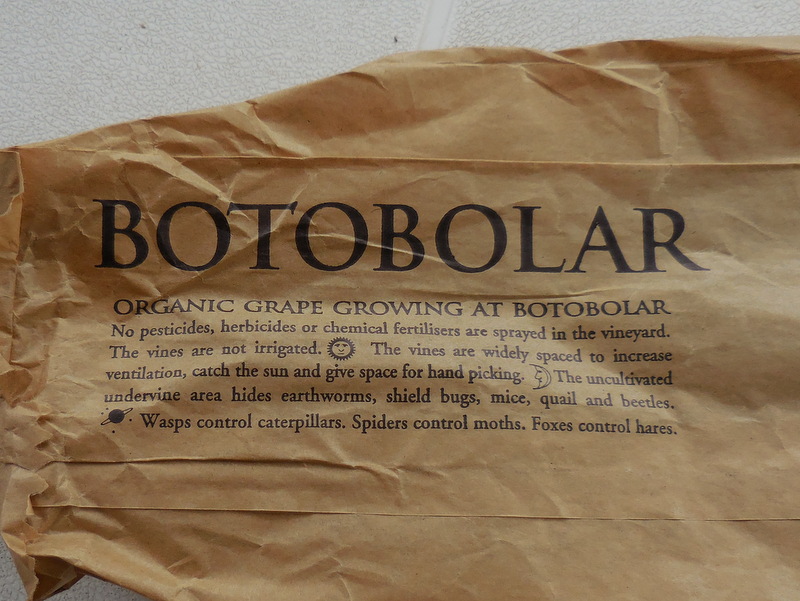 BOTOBOLAR
ORGANIC GRAPE GROWING AT BOTOBOLAR
No pesticides, herbicides or chemical fertilisers are sprayed in the vineyard.
The vines are not irrigated. The vines are widely spaced to increase
ventilation, catch the sun and give space for hand picking. The uncultivated
undervine area hides earthworms, shield bugs, mice, quail and beetles.
Wasps control caterpillars. Spiders control moths. Foxes control hares.